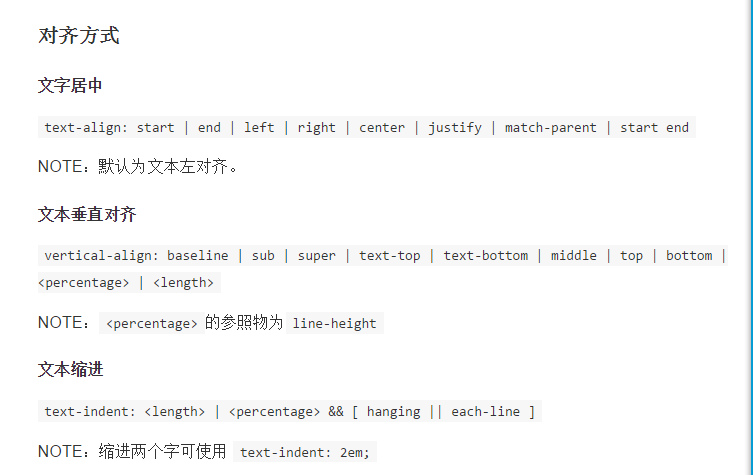 对齐方式
文字居中
text-align: start | end | left | right | center | justify | match-parent | start end
NOTE：默认为文本左对齐。
文本垂直对齐
vertical-align: baseline | sub | super | text-top | text-bottom | middle | top | bottom |
<percentage> | <length>
NOTE：<percentage> 的参照物为 line-height
文本缩进
text-indent: <length> | <percentage> && [ hanging || each-line ]
NOTE：缩进两个字可使用 text-indent: 2em;